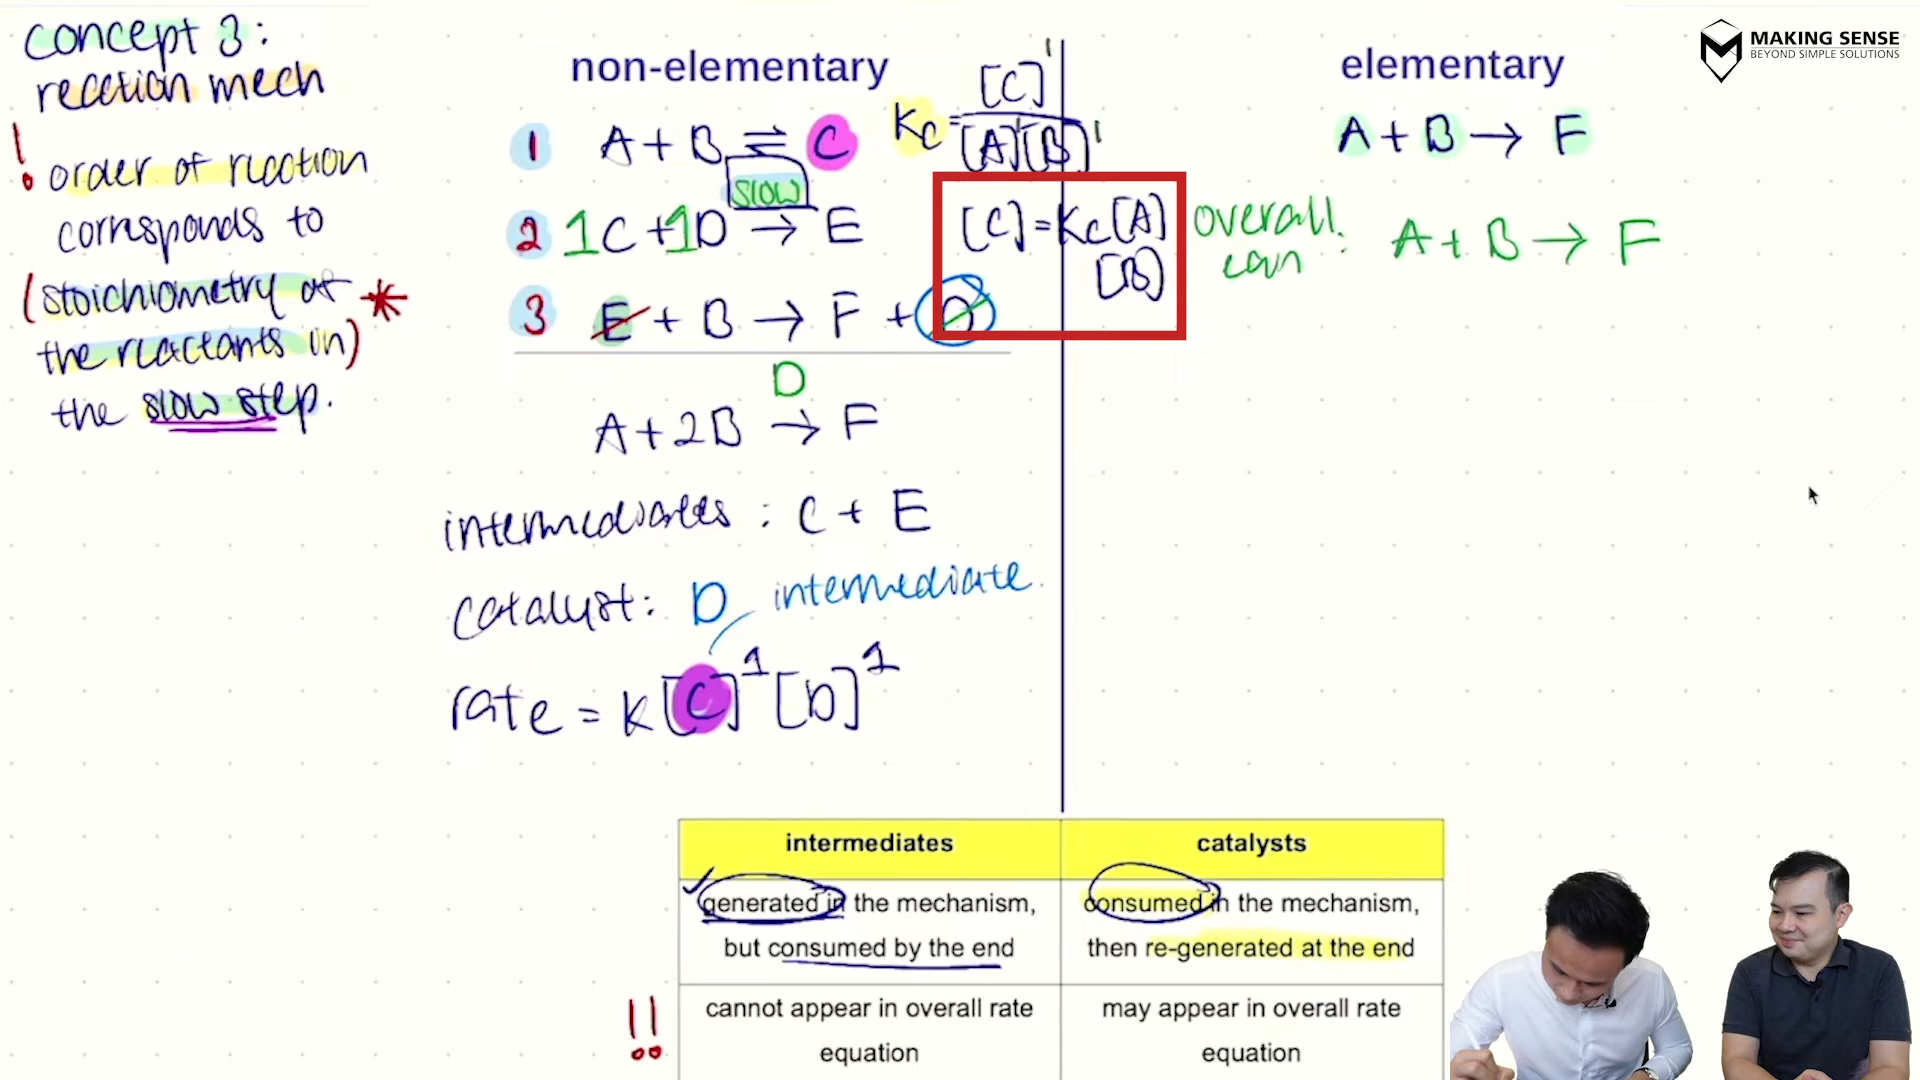 concept 3:
reaction mech
! order of reaction
corresponds to
(stoichiometry of *
the reactants in)
the slow step.
non-elementary
1 A + B ⇌ C
slow
2 1C + 1D → E
3 E + B → F + D
D
A + 2B → F
intermediates : C + E
catalyst: D intermediate.
rate = k[C]¹[D]¹
Kc = [C]¹
[A]¹[B]¹
[C] = Kc[A]
[B]
elementary
A + B → F
overall
eqn : A + B → F
MAKING SENSE
BEYOND SIMPLE SOLUTIONS
intermediates
catalysts
generated in the mechanism,
but consumed by the end
consumed in the mechanism,
then re-generated at the end
!!
cannot appear in overall rate
equation
may appear in overall rate
equation